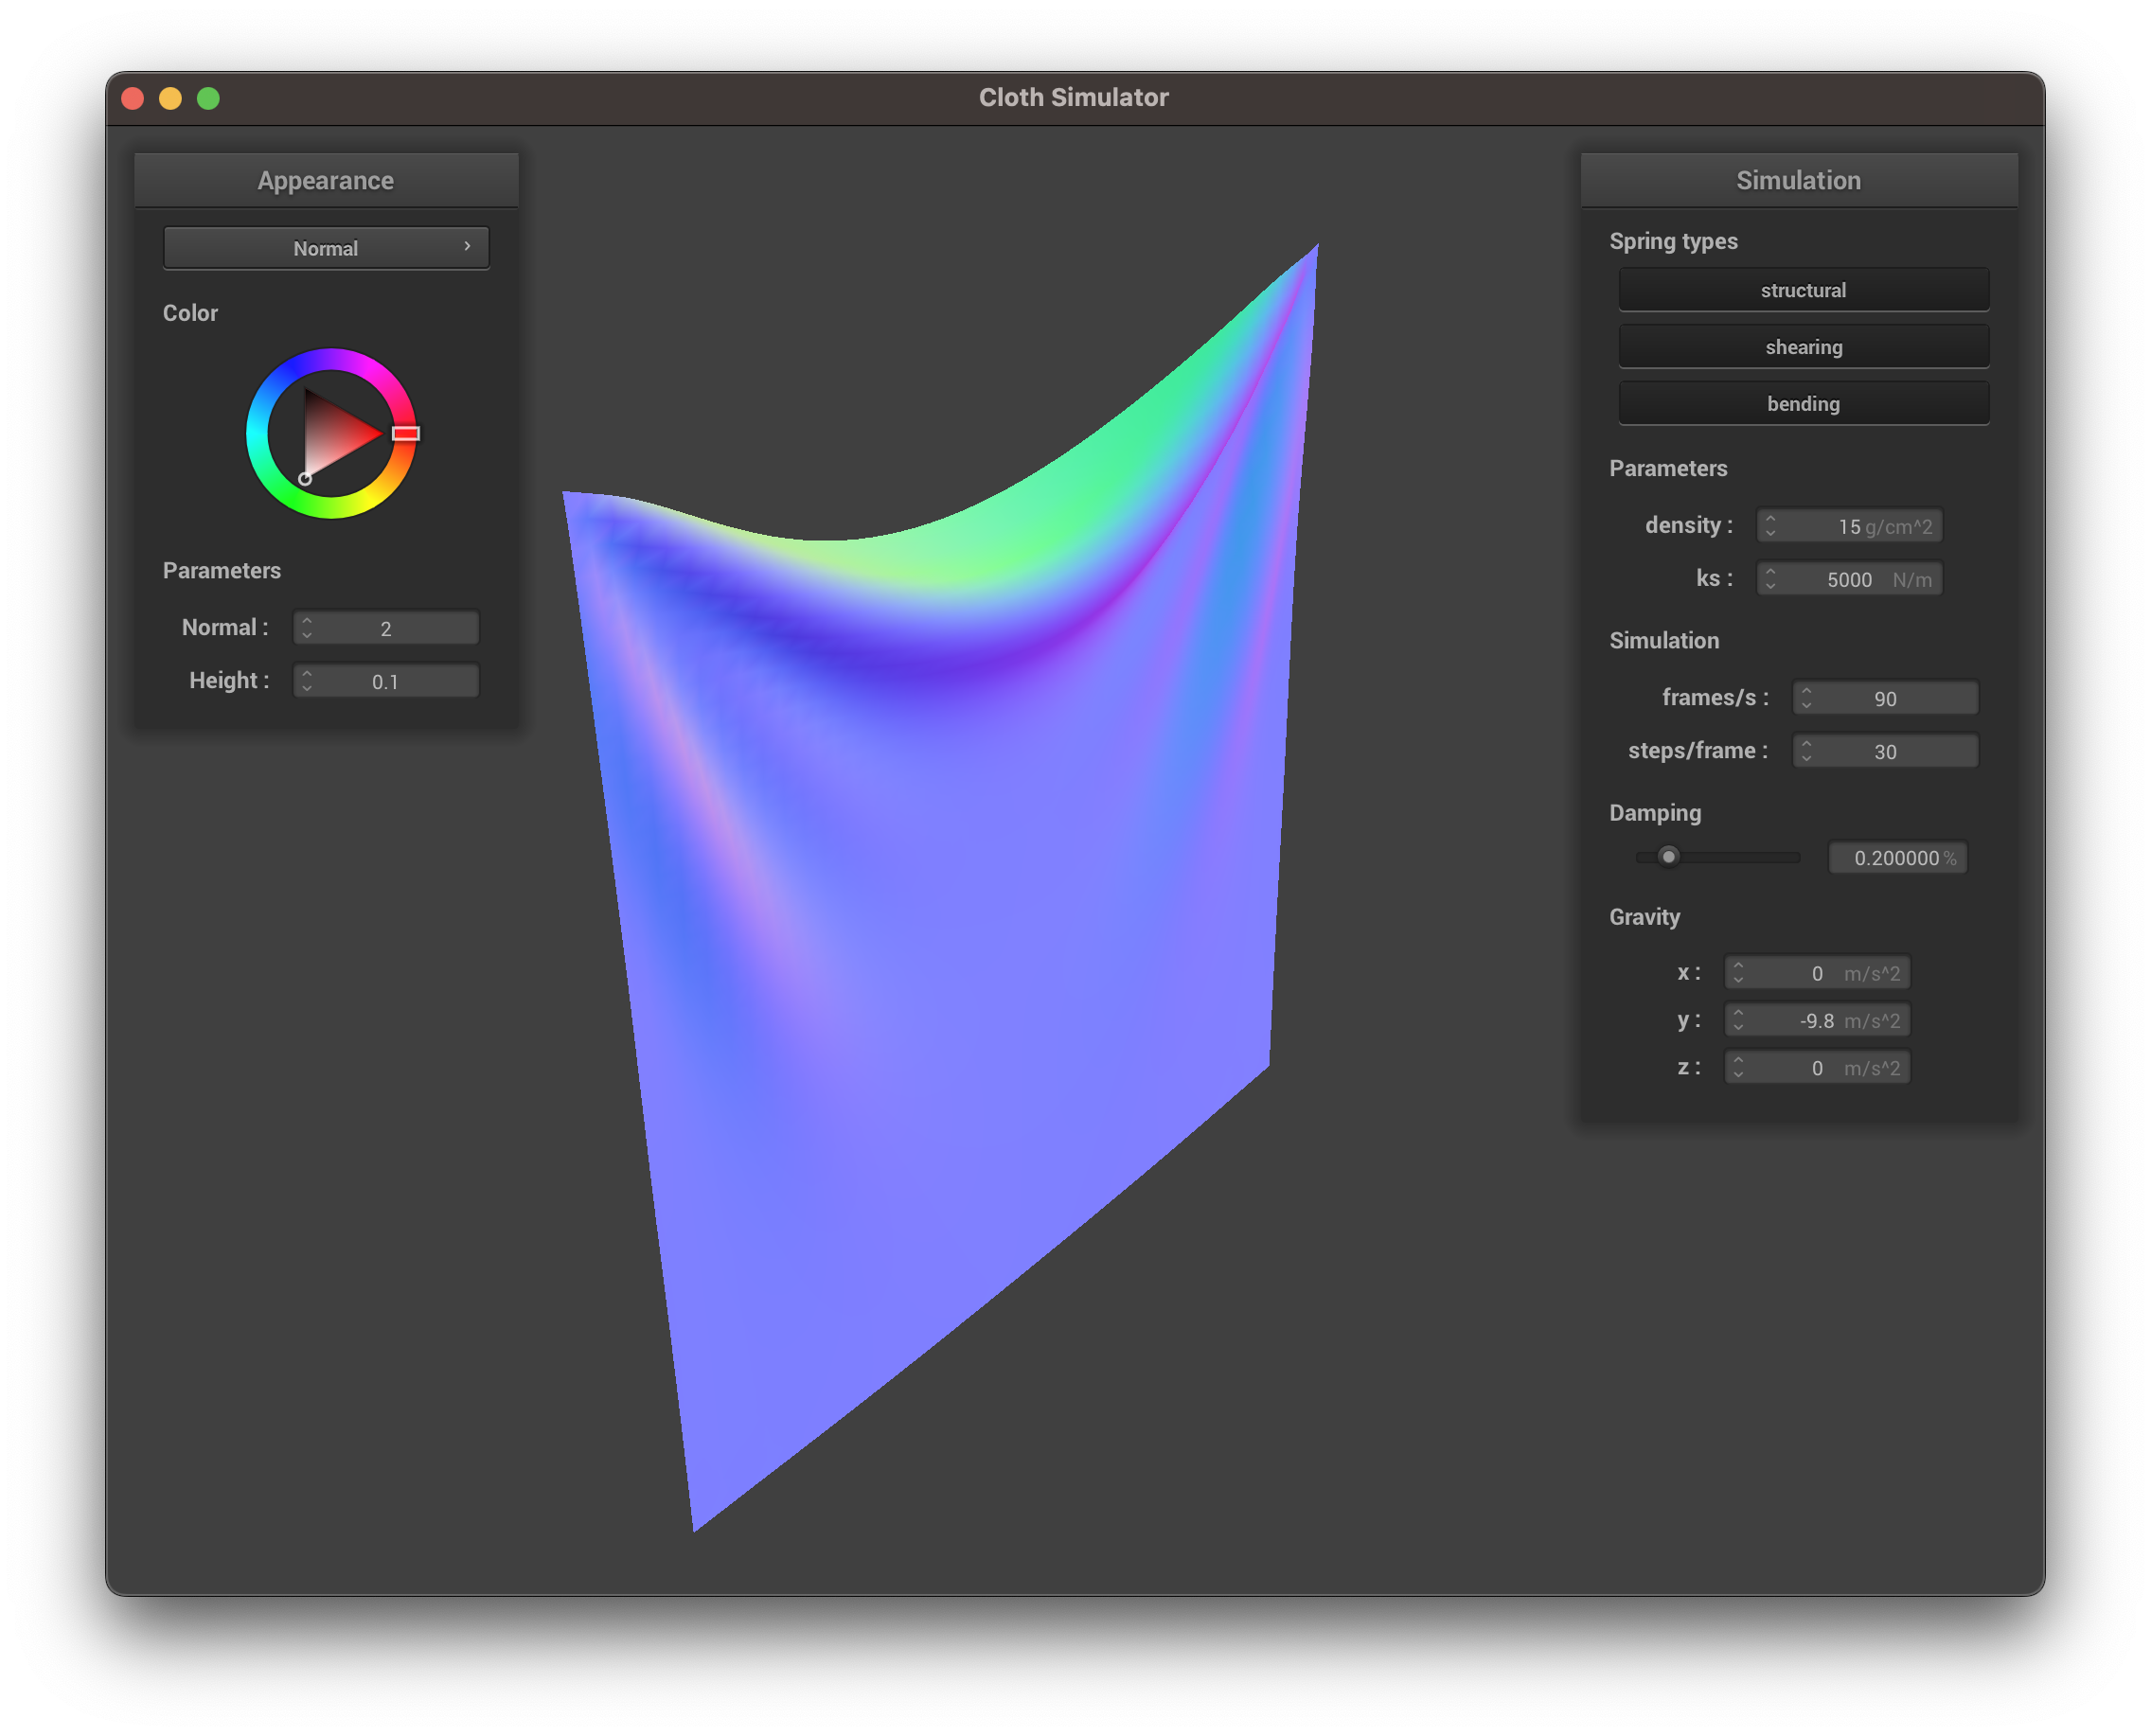 Cloth Simulator
Appearance
Normal
Color
Parameters
Normal : 2
Height : 0.1
Simulation
Spring types
structural
shearing
bending
Parameters
density : 15 g/cm^2
ks : 5000 N/m
Simulation
frames/s : 90
steps/frame : 30
Damping
0.200000 %
Gravity
x : 0 m/s^2
y : -9.8 m/s^2
z : 0 m/s^2